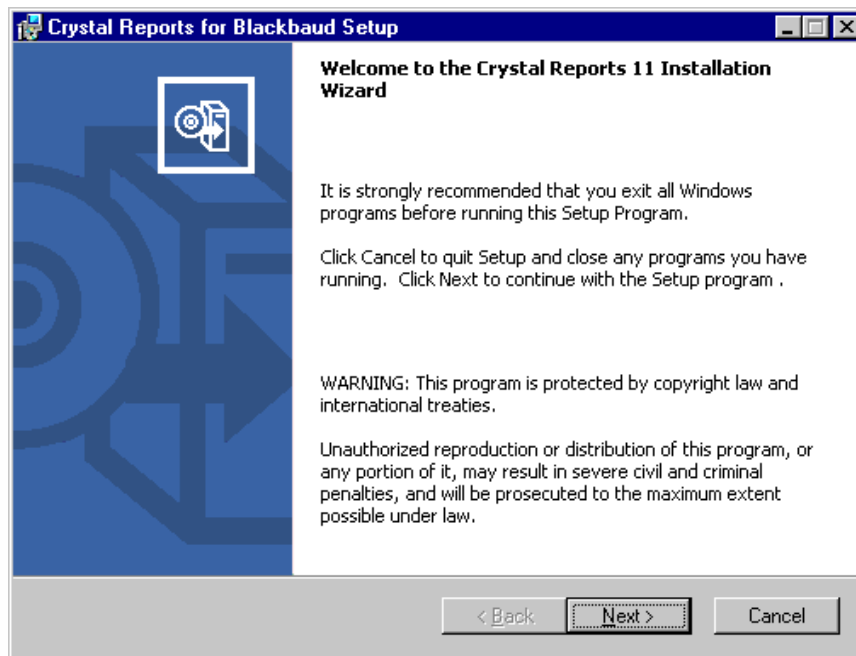 Crystal Reports for Blackbaud Setup
Welcome to the Crystal Reports 11 Installation
Wizard
It is strongly recommended that you exit all Windows
programs before running this Setup Program.
Click Cancel to quit Setup and close any programs you have
running.  Click Next to continue with the Setup program .
WARNING: This program is protected by copyright law and
international treaties.
Unauthorized reproduction or distribution of this program, or
any portion of it, may result in severe civil and criminal
penalties, and will be prosecuted to the maximum extent
possible under law.
< Back Next > Cancel